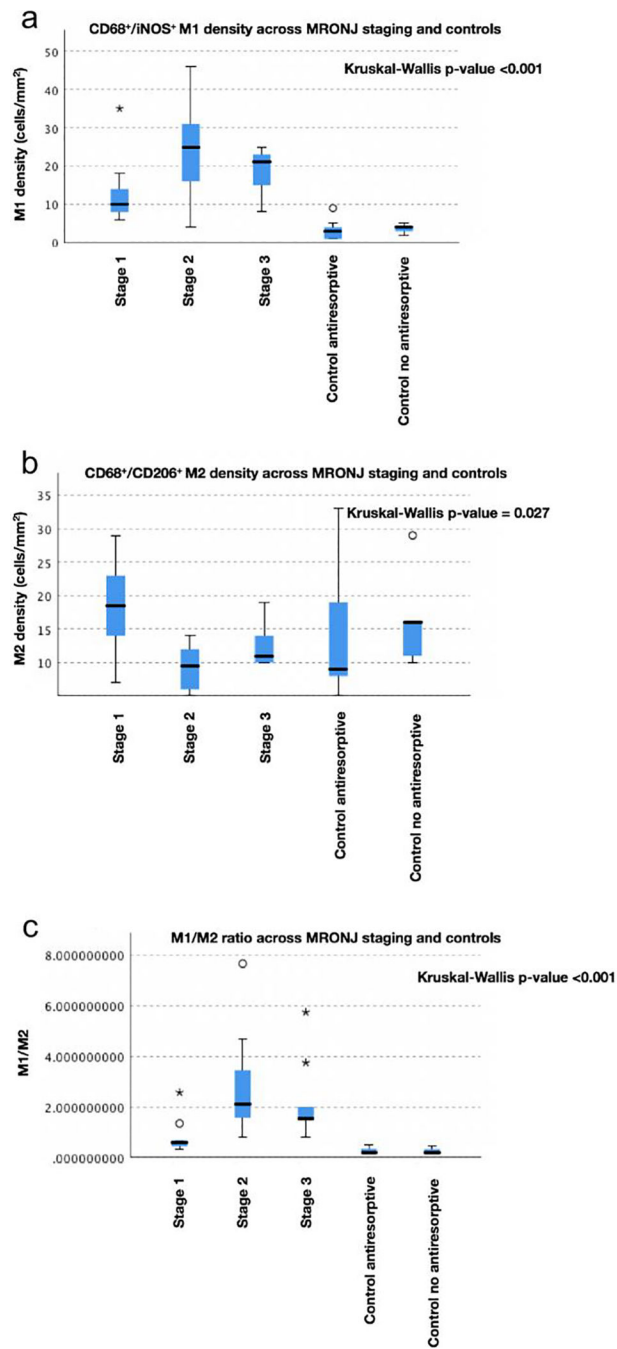 a
CD68⁺/iNOS⁺ M1 density across MRONJ staging and controls
Kruskal-Wallis p-value <0.001
M1 density (cells/mm²)
50
40
30
20
10
0
Stage 1
Stage 2
Stage 3
Control antiresorptive
Control no antiresorptive
b
CD68⁺/CD206⁺ M2 density across MRONJ staging and controls
Kruskal-Wallis p-value = 0.027
M2 density (cells/mm²)
35
30
25
20
15
10
Stage 1
Stage 2
Stage 3
Control antiresorptive
Control no antiresorptive
c
M1/M2 ratio across MRONJ staging and controls
Kruskal-Wallis p-value <0.001
M1/M2
8.000000000
6.000000000
4.000000000
2.000000000
.000000000
Stage 1
Stage 2
Stage 3
Control antiresorptive
Control no antiresorptive